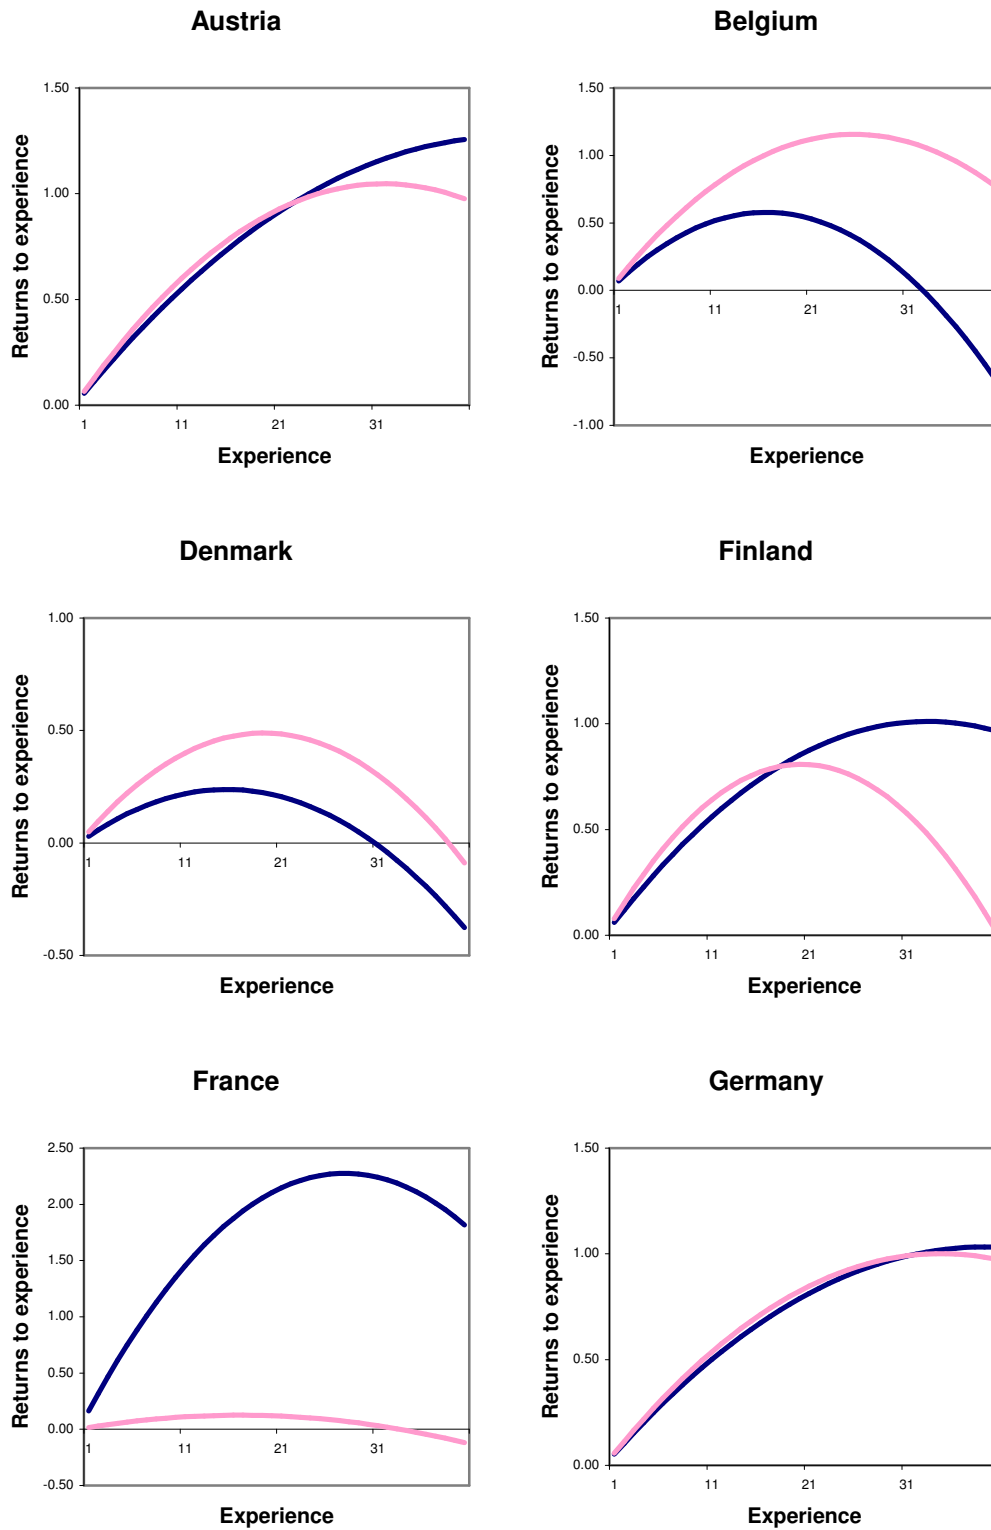 Austria
1.50
1.00
0.50
0.00
Returns to experience
1 11 21 31
Experience
Belgium
1.50
1.00
0.50
0.00
-0.50
-1.00
Returns to experience
1 11 21 31
Experience
Denmark
1.00
0.50
0.00
-0.50
Returns to experience
1 11 21 31
Experience
Finland
1.50
1.00
0.50
0.00
Returns to experience
1 11 21 31
Experience
France
2.50
2.00
1.50
1.00
0.50
0.00
-0.50
Returns to experience
1 11 21 31
Experience
Germany
1.50
1.00
0.50
0.00
Returns to experience
1 11 21 31
Experience